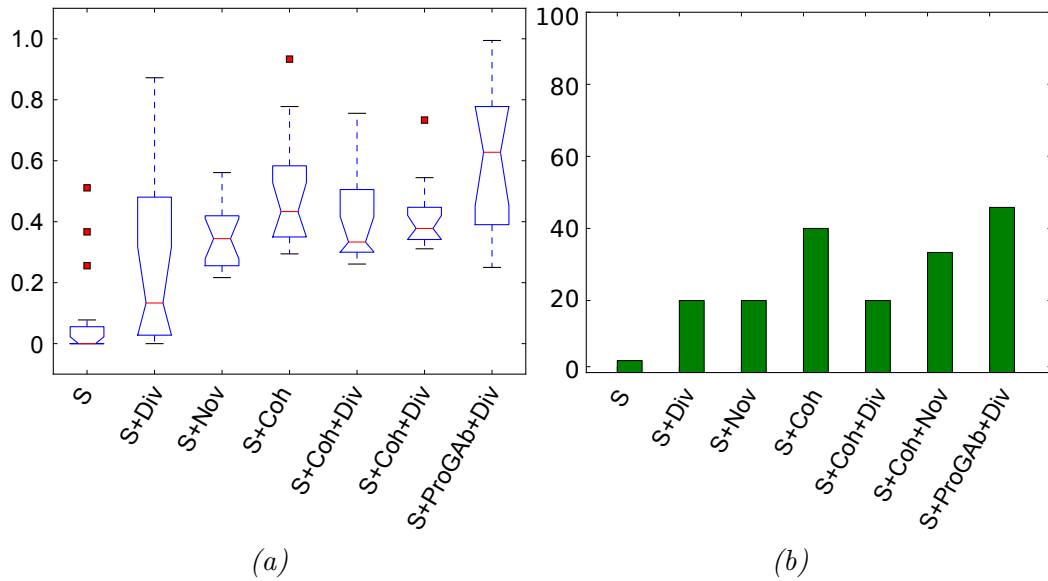 1.0
0.8
0.6
0.4
0.2
0
S
S+Div
S+Nov
S+Coh
S+Coh+Div
S+Coh+Div
S+ProGAb+Div
(a)
100
80
60
40
20
0
S
S+Div
S+Nov
S+Coh
S+Coh+Div
S+Coh+Nov
S+ProGAb+Div
(b)